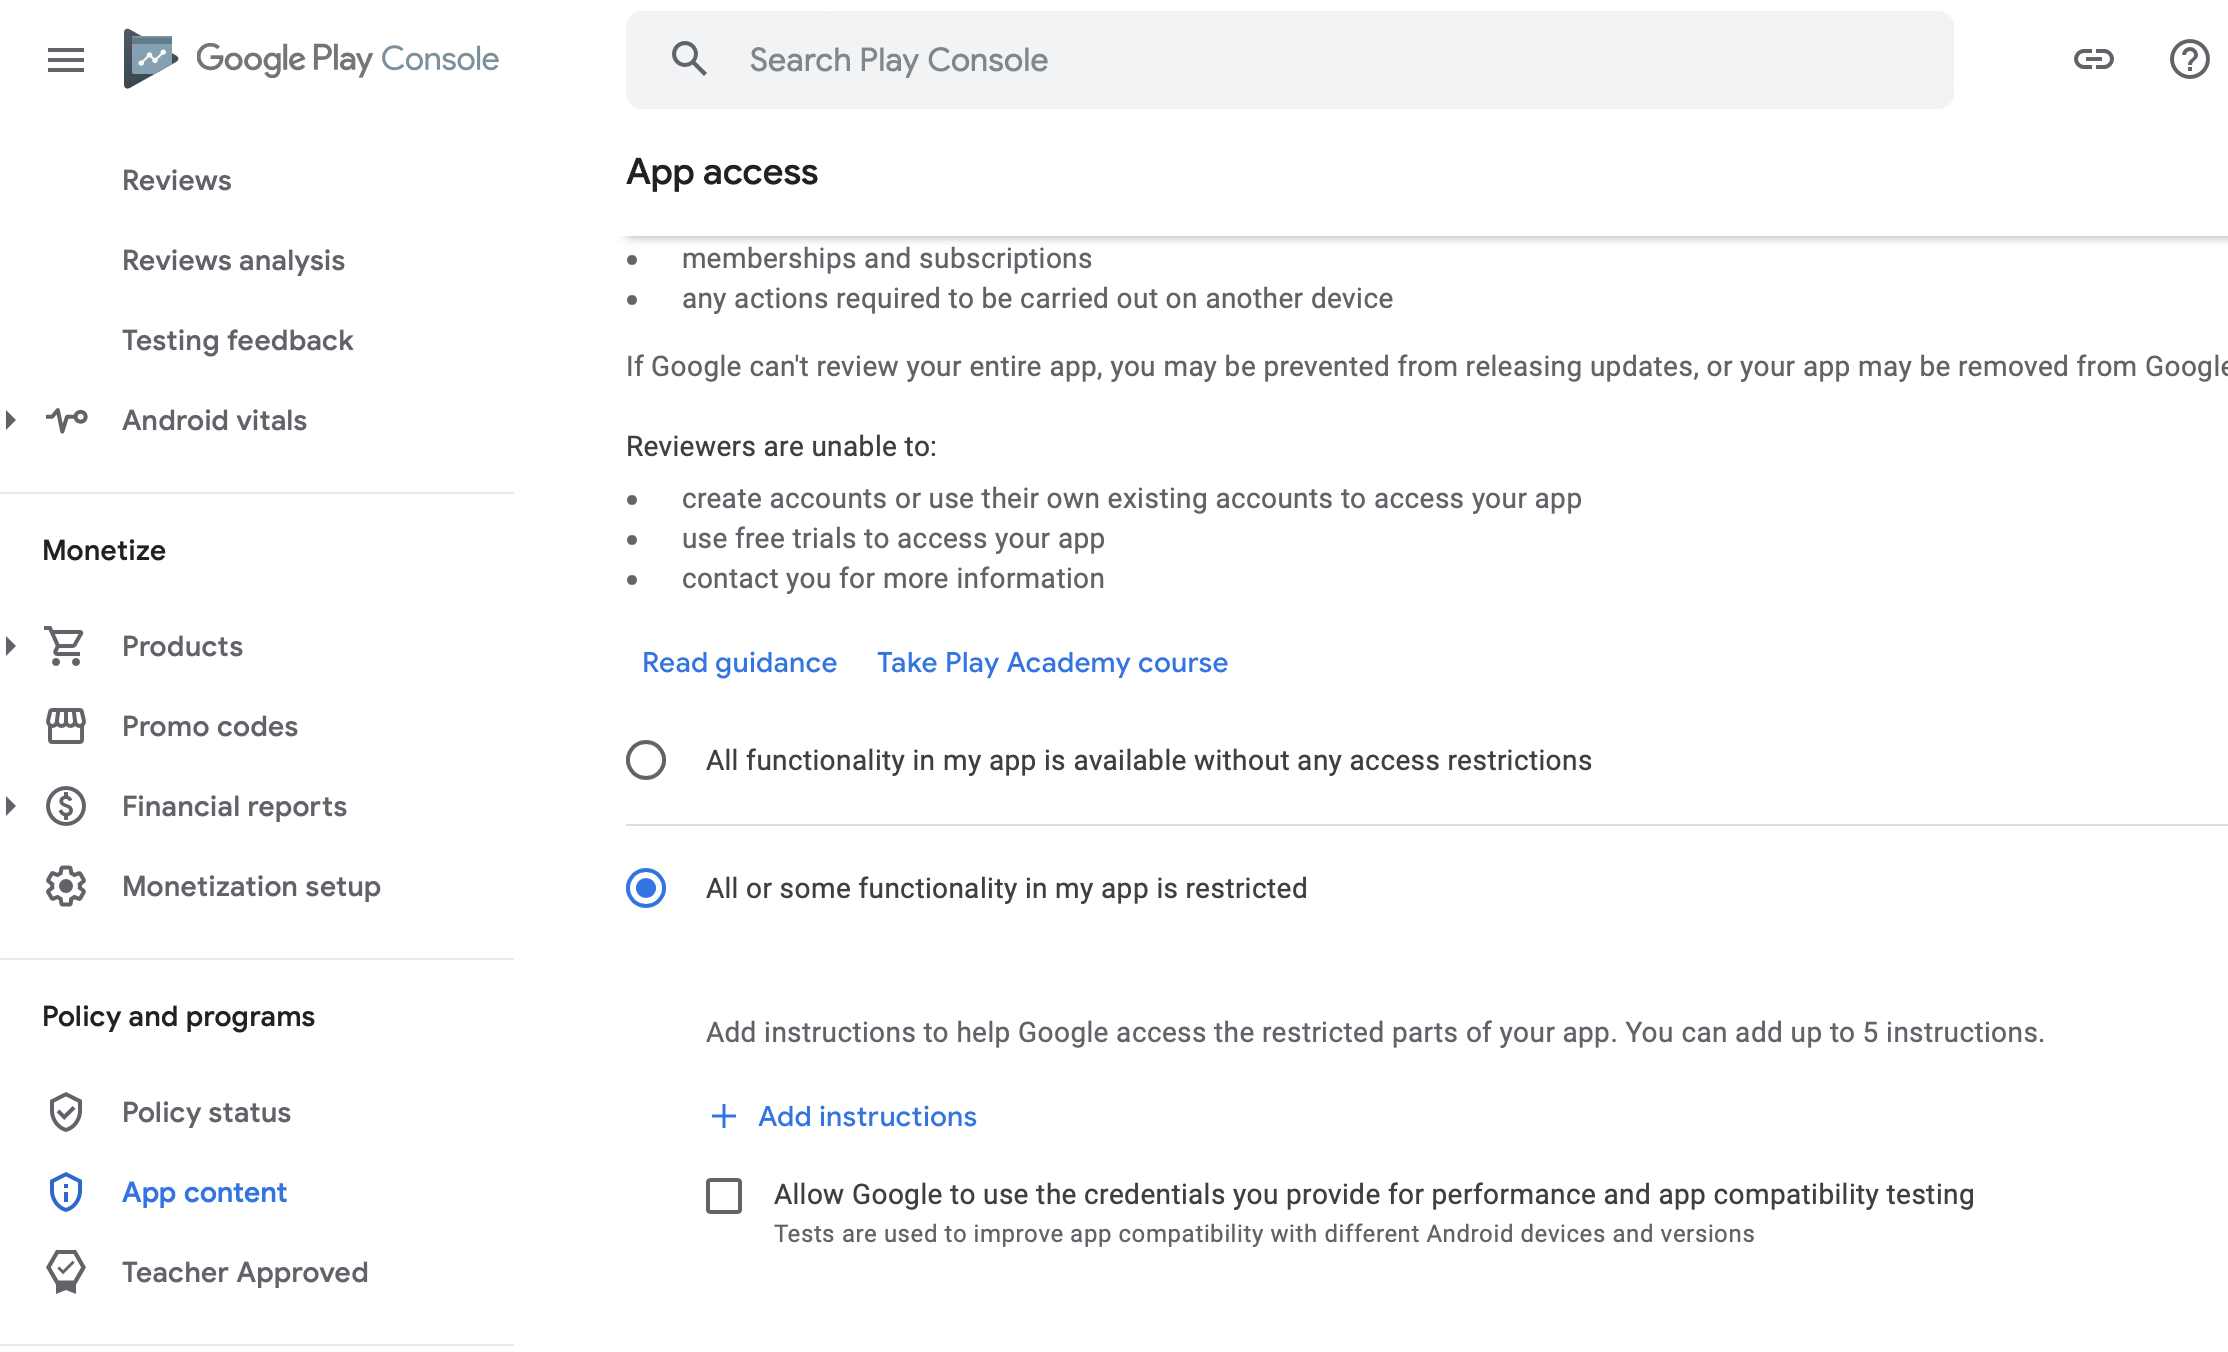 Google Play Console
Search Play Console
Reviews
Reviews analysis
Testing feedback
Android vitals
Monetize
Products
Promo codes
Financial reports
Monetization setup
Policy and programs
Policy status
App content
Teacher Approved
App access
memberships and subscriptions
any actions required to be carried out on another device
If Google can't review your entire app, you may be prevented from releasing updates, or your app may be removed from Google
Reviewers are unable to:
create accounts or use their own existing accounts to access your app
use free trials to access your app
contact you for more information
Read guidance Take Play Academy course
All functionality in my app is available without any access restrictions
All or some functionality in my app is restricted
Add instructions to help Google access the restricted parts of your app. You can add up to 5 instructions.
+ Add instructions
Allow Google to use the credentials you provide for performance and app compatibility testing
Tests are used to improve app compatibility with different Android devices and versions